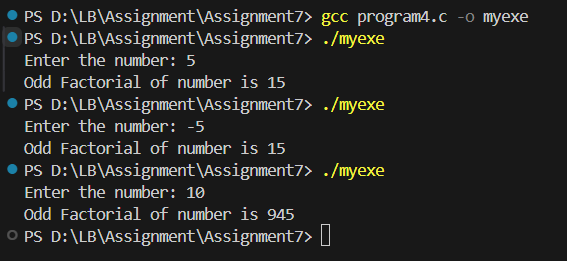 PS D:\LB\Assignment\Assignment7> gcc program4.c -o myexe
PS D:\LB\Assignment\Assignment7> ./myexe
Enter the number: 5
Odd Factorial of number is 15
PS D:\LB\Assignment\Assignment7> ./myexe
Enter the number: -5
Odd Factorial of number is 15
PS D:\LB\Assignment\Assignment7> ./myexe
Enter the number: 10
Odd Factorial of number is 945
PS D:\LB\Assignment\Assignment7>